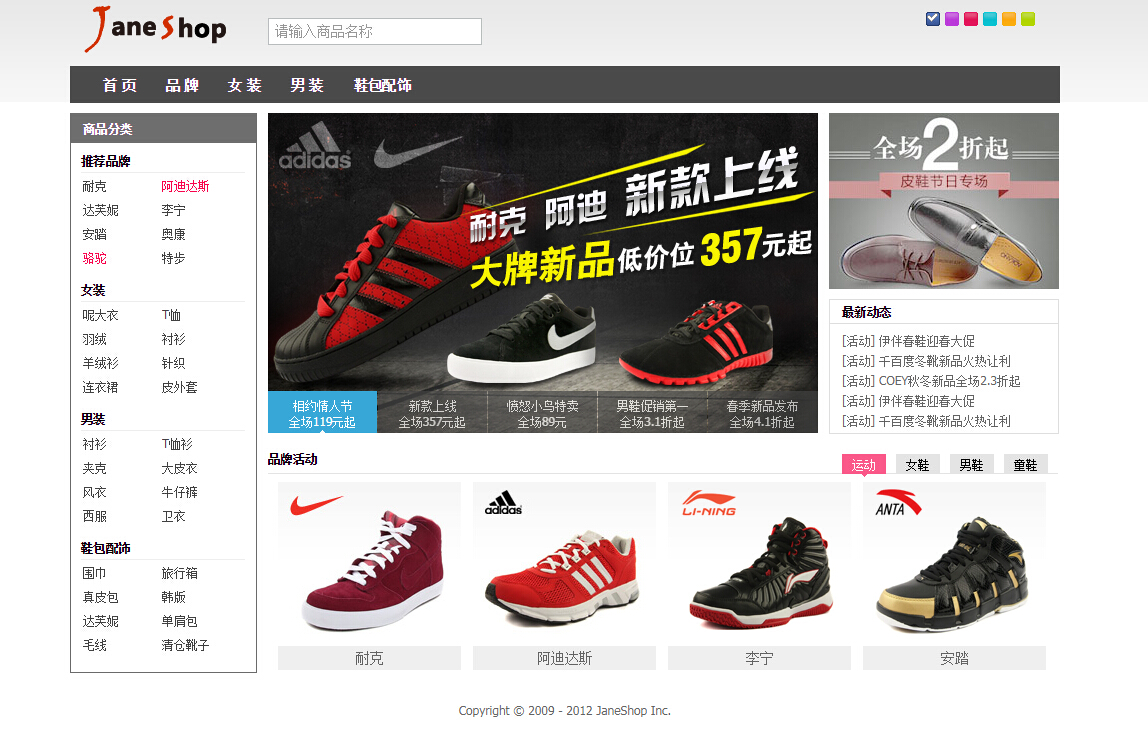 Jane Shop
请输入商品名称
首 页 品 牌 女 装 男 装 鞋包配饰
商品分类
推荐品牌
耐克 阿迪达斯
达芙妮 李宁
安踏 奥康
骆驼 特步
女装
呢大衣 T恤
羽绒 衬衫
羊绒衫 针织
连衣裙 皮外套
男装
衬衫 T恤衫
夹克 大皮衣
风衣 牛仔裤
西服 卫衣
鞋包配饰
围巾 旅行箱
真皮包 韩版
达芙妮 单肩包
毛线 清仓靴子
adidas
耐克 阿迪 新款上线
大牌新品 低价位 357元起
相约情人节
全场119元起
新款上线
全场357元起
愤怒小鸟特卖
全场89元
男鞋促销第一
全场3.1折起
春季新品发布
全场4.1折起
全场2折起
皮鞋节日专场
最新动态
[活动] 伊伴春鞋迎春大促
[活动] 千百度冬靴新品火热让利
[活动] COEY秋冬新品全场2.3折起
[活动] 伊伴春鞋迎春大促
[活动] 千百度冬靴新品火热让利
品牌活动
运动 女鞋 男鞋 童鞋
adidas
LI-NING
ANTA
耐克 阿迪达斯 李宁 安踏
Copyright © 2009 - 2012 JaneShop Inc.